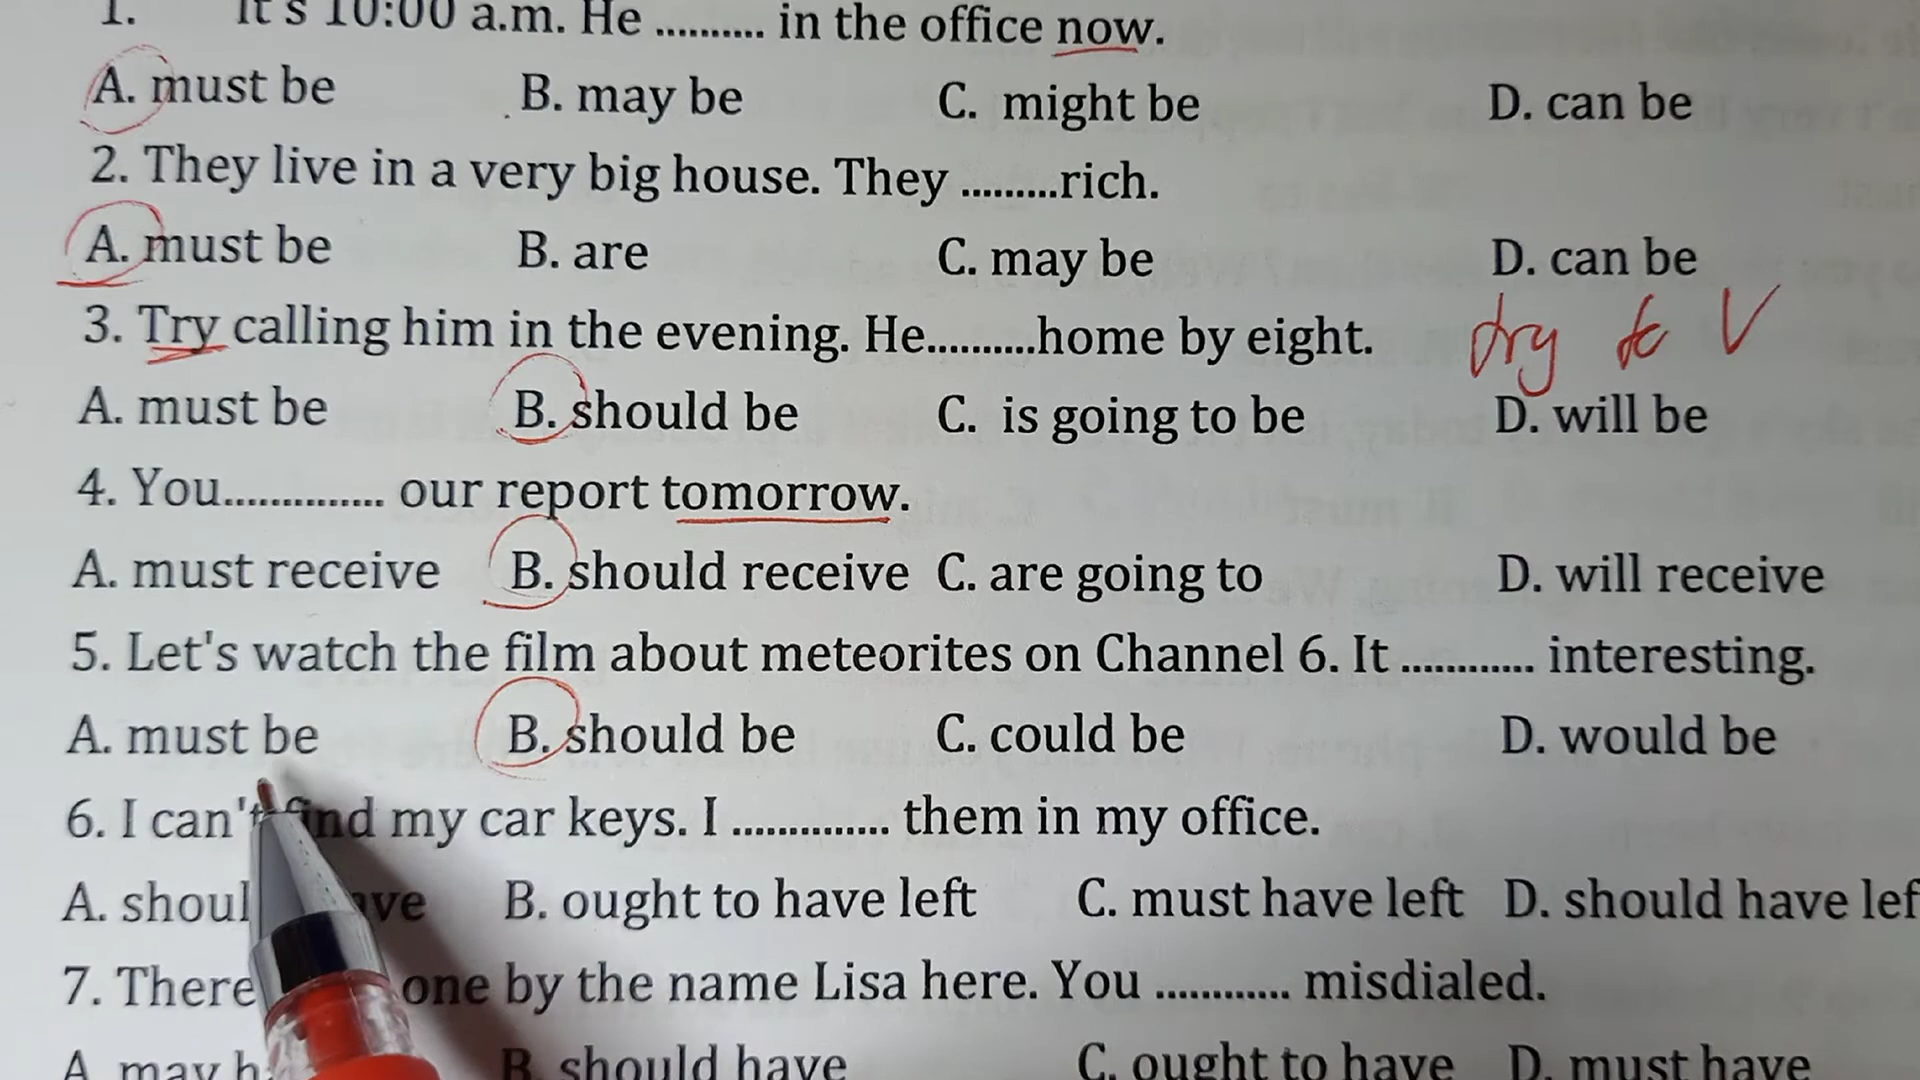 1. It's 10:00 a.m. He .......... in the office now.
A. must be B. may be C. might be D. can be
2. They live in a very big house. They .........rich.
A. must be B. are C. may be D. can be
3. Try calling him in the evening. He..........home by eight. try to V
A. must be B. should be C. is going to be D. will be
4. You.............. our report tomorrow.
A. must receive B. should receive C. are going to D. will receive
5. Let's watch the film about meteorites on Channel 6. It ............ interesting.
A. must be B. should be C. could be D. would be
6. I can't find my car keys. I .............. them in my office.
A. B. ought to have left C. must have left D. should have lef
7. There one by the name Lisa here. You ............ misdialed.
A. may B. should have C. ought to have D. must have